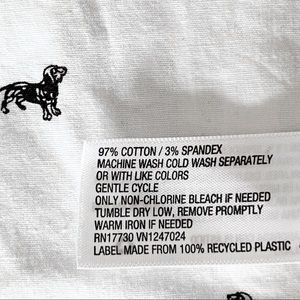 97% COTTON / 3% SPANDEX
MACHINE WASH COLD WASH SEPARATELY
OR WITH LIKE COLORS
GENTLE CYCLE
ONLY NON-CHLORINE BLEACH IF NEEDED
TUMBLE DRY LOW, REMOVE PROMPTLY
WARM IRON IF NEEDED
RN17730 VN1247024
LABEL MADE FROM 100% RECYCLED PLASTIC